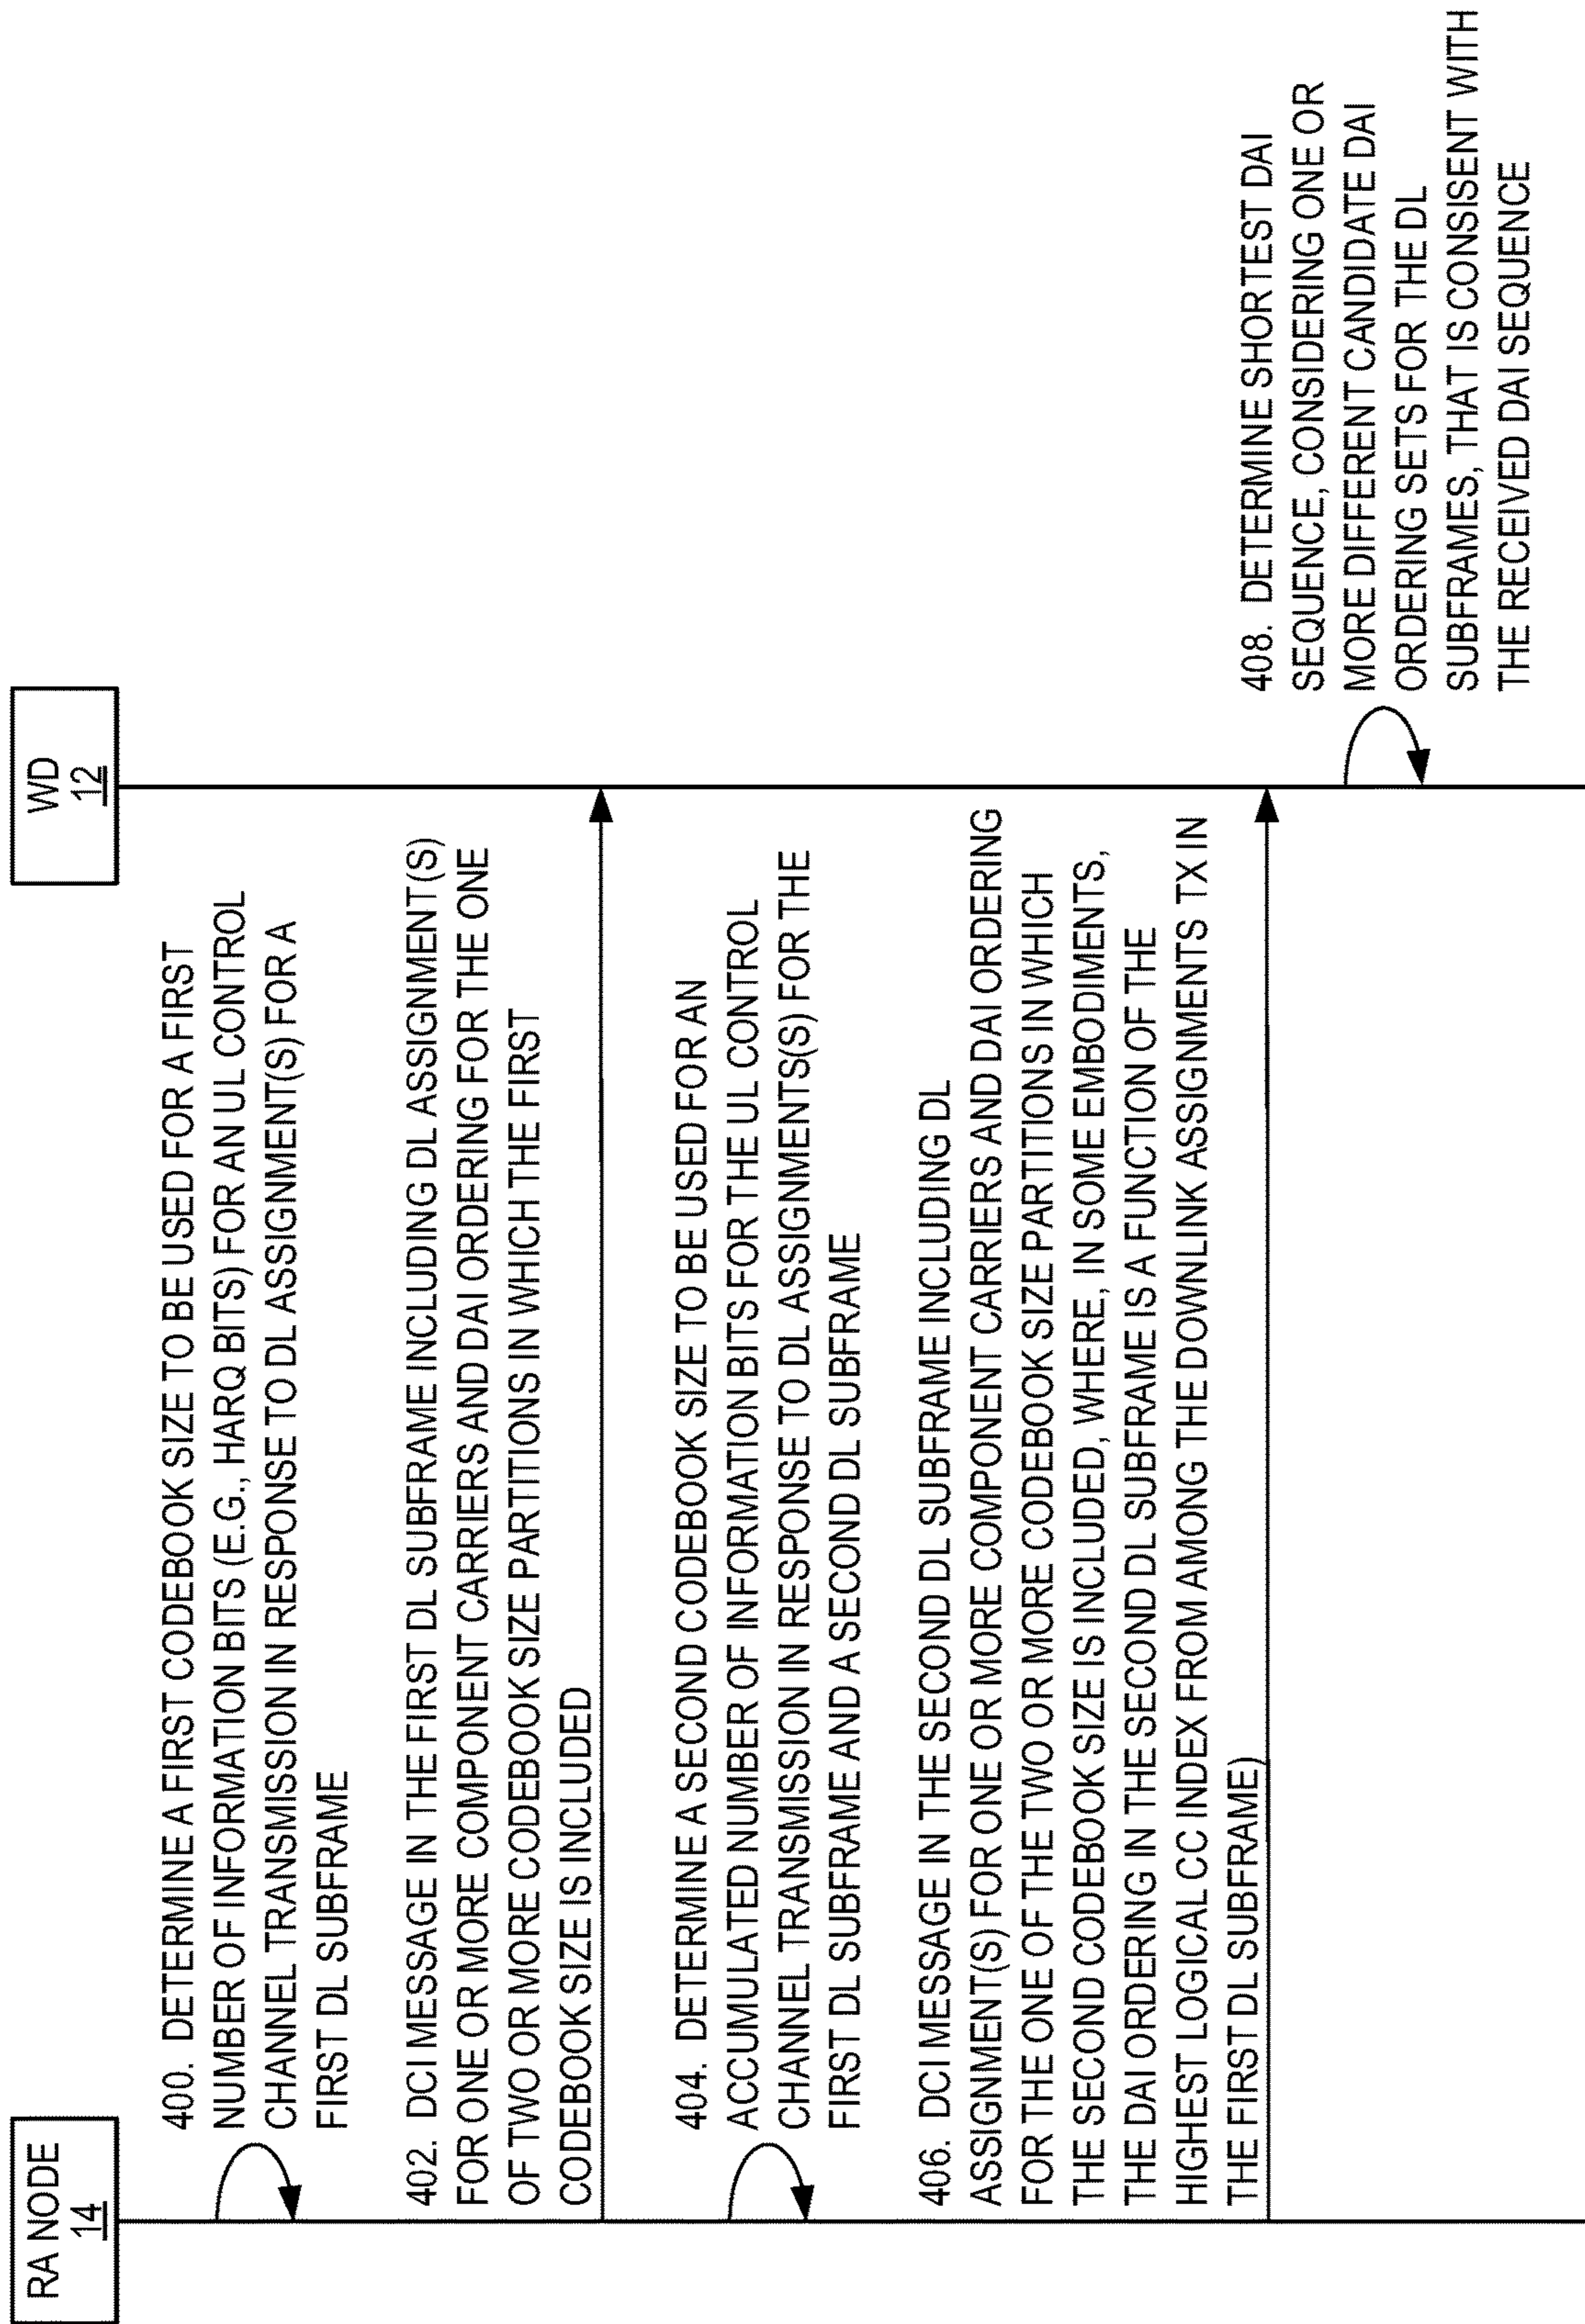 RA NODE
14
WD
12
400. DETERMINE A FIRST CODEBOOK SIZE TO BE USED FOR A FIRST
NUMBER OF INFORMATION BITS (E.G., HARQ BITS) FOR AN UL CONTROL
CHANNEL TRANSMISSION IN RESPONSE TO DL ASSIGNMENT(S) FOR A
FIRST DL SUBFRAME
402. DCI MESSAGE IN THE FIRST DL SUBFRAME INCLUDING DL ASSIGNMENT(S)
FOR ONE OR MORE COMPONENT CARRIERS AND DAI ORDERING FOR THE ONE
OF TWO OR MORE CODEBOOK SIZE PARTITIONS IN WHICH THE FIRST
CODEBOOK SIZE IS INCLUDED
404. DETERMINE A SECOND CODEBOOK SIZE TO BE USED FOR AN
ACCUMULATED NUMBER OF INFORMATION BITS FOR THE UL CONTROL
CHANNEL TRANSMISSION IN RESPONSE TO DL ASSIGNMENTS(S) FOR THE
FIRST DL SUBFRAME AND A SECOND DL SUBFRAME
406. DCI MESSAGE IN THE SECOND DL SUBFRAME INCLUDING DL
ASSIGNMENT(S) FOR ONE OR MORE COMPONENT CARRIERS AND DAI ORDERING
FOR THE ONE OF THE TWO OR MORE CODEBOOK SIZE PARTITIONS IN WHICH
THE SECOND CODEBOOK SIZE IS INCLUDED, WHERE, IN SOME EMBODIMENTS,
THE DAI ORDERING IN THE SECOND DL SUBFRAME IS A FUNCTION OF THE
HIGHEST LOGICAL CC INDEX FROM AMONG THE DOWNLINK ASSIGNMENTS TX IN
THE FIRST DL SUBFRAME)
408. DETERMINE SHORTEST DAI
SEQUENCE, CONSIDERING ONE OR
MORE DIFFERENT CANDIDATE DAI
ORDERING SETS FOR THE DL
SUBFRAMES, THAT IS CONSISENT WITH
THE RECEIVED DAI SEQUENCE